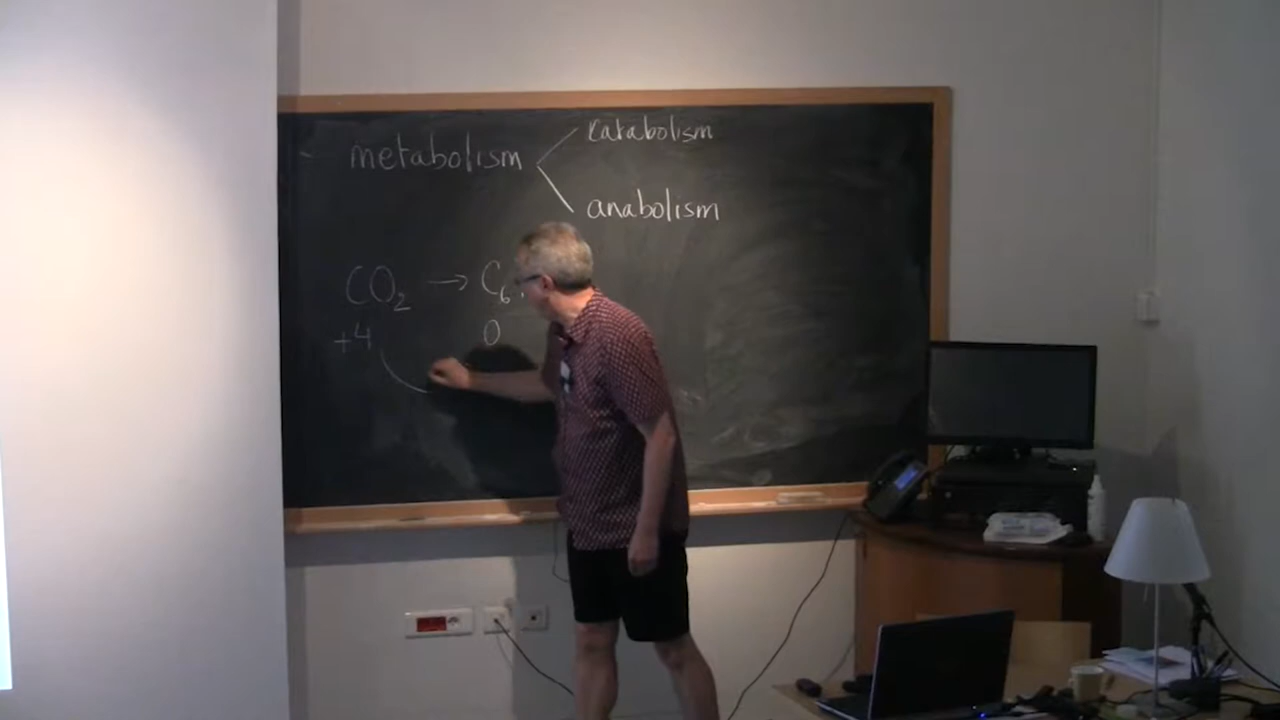 metabolism
catabolism
anabolism
CO₂ → C₆
+4 0